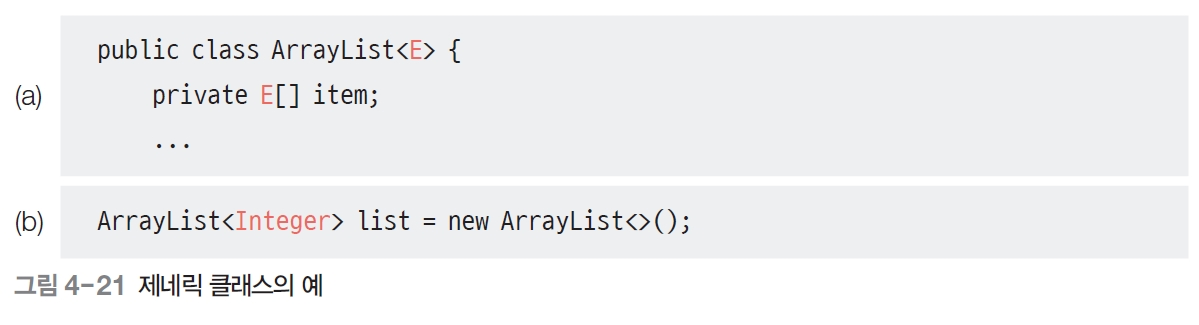 (a)
public class ArrayList<E> {
private E[] item;
...
(b)
ArrayList<Integer> list = new ArrayList<>();
그림 4-21 제네릭 클래스의 예